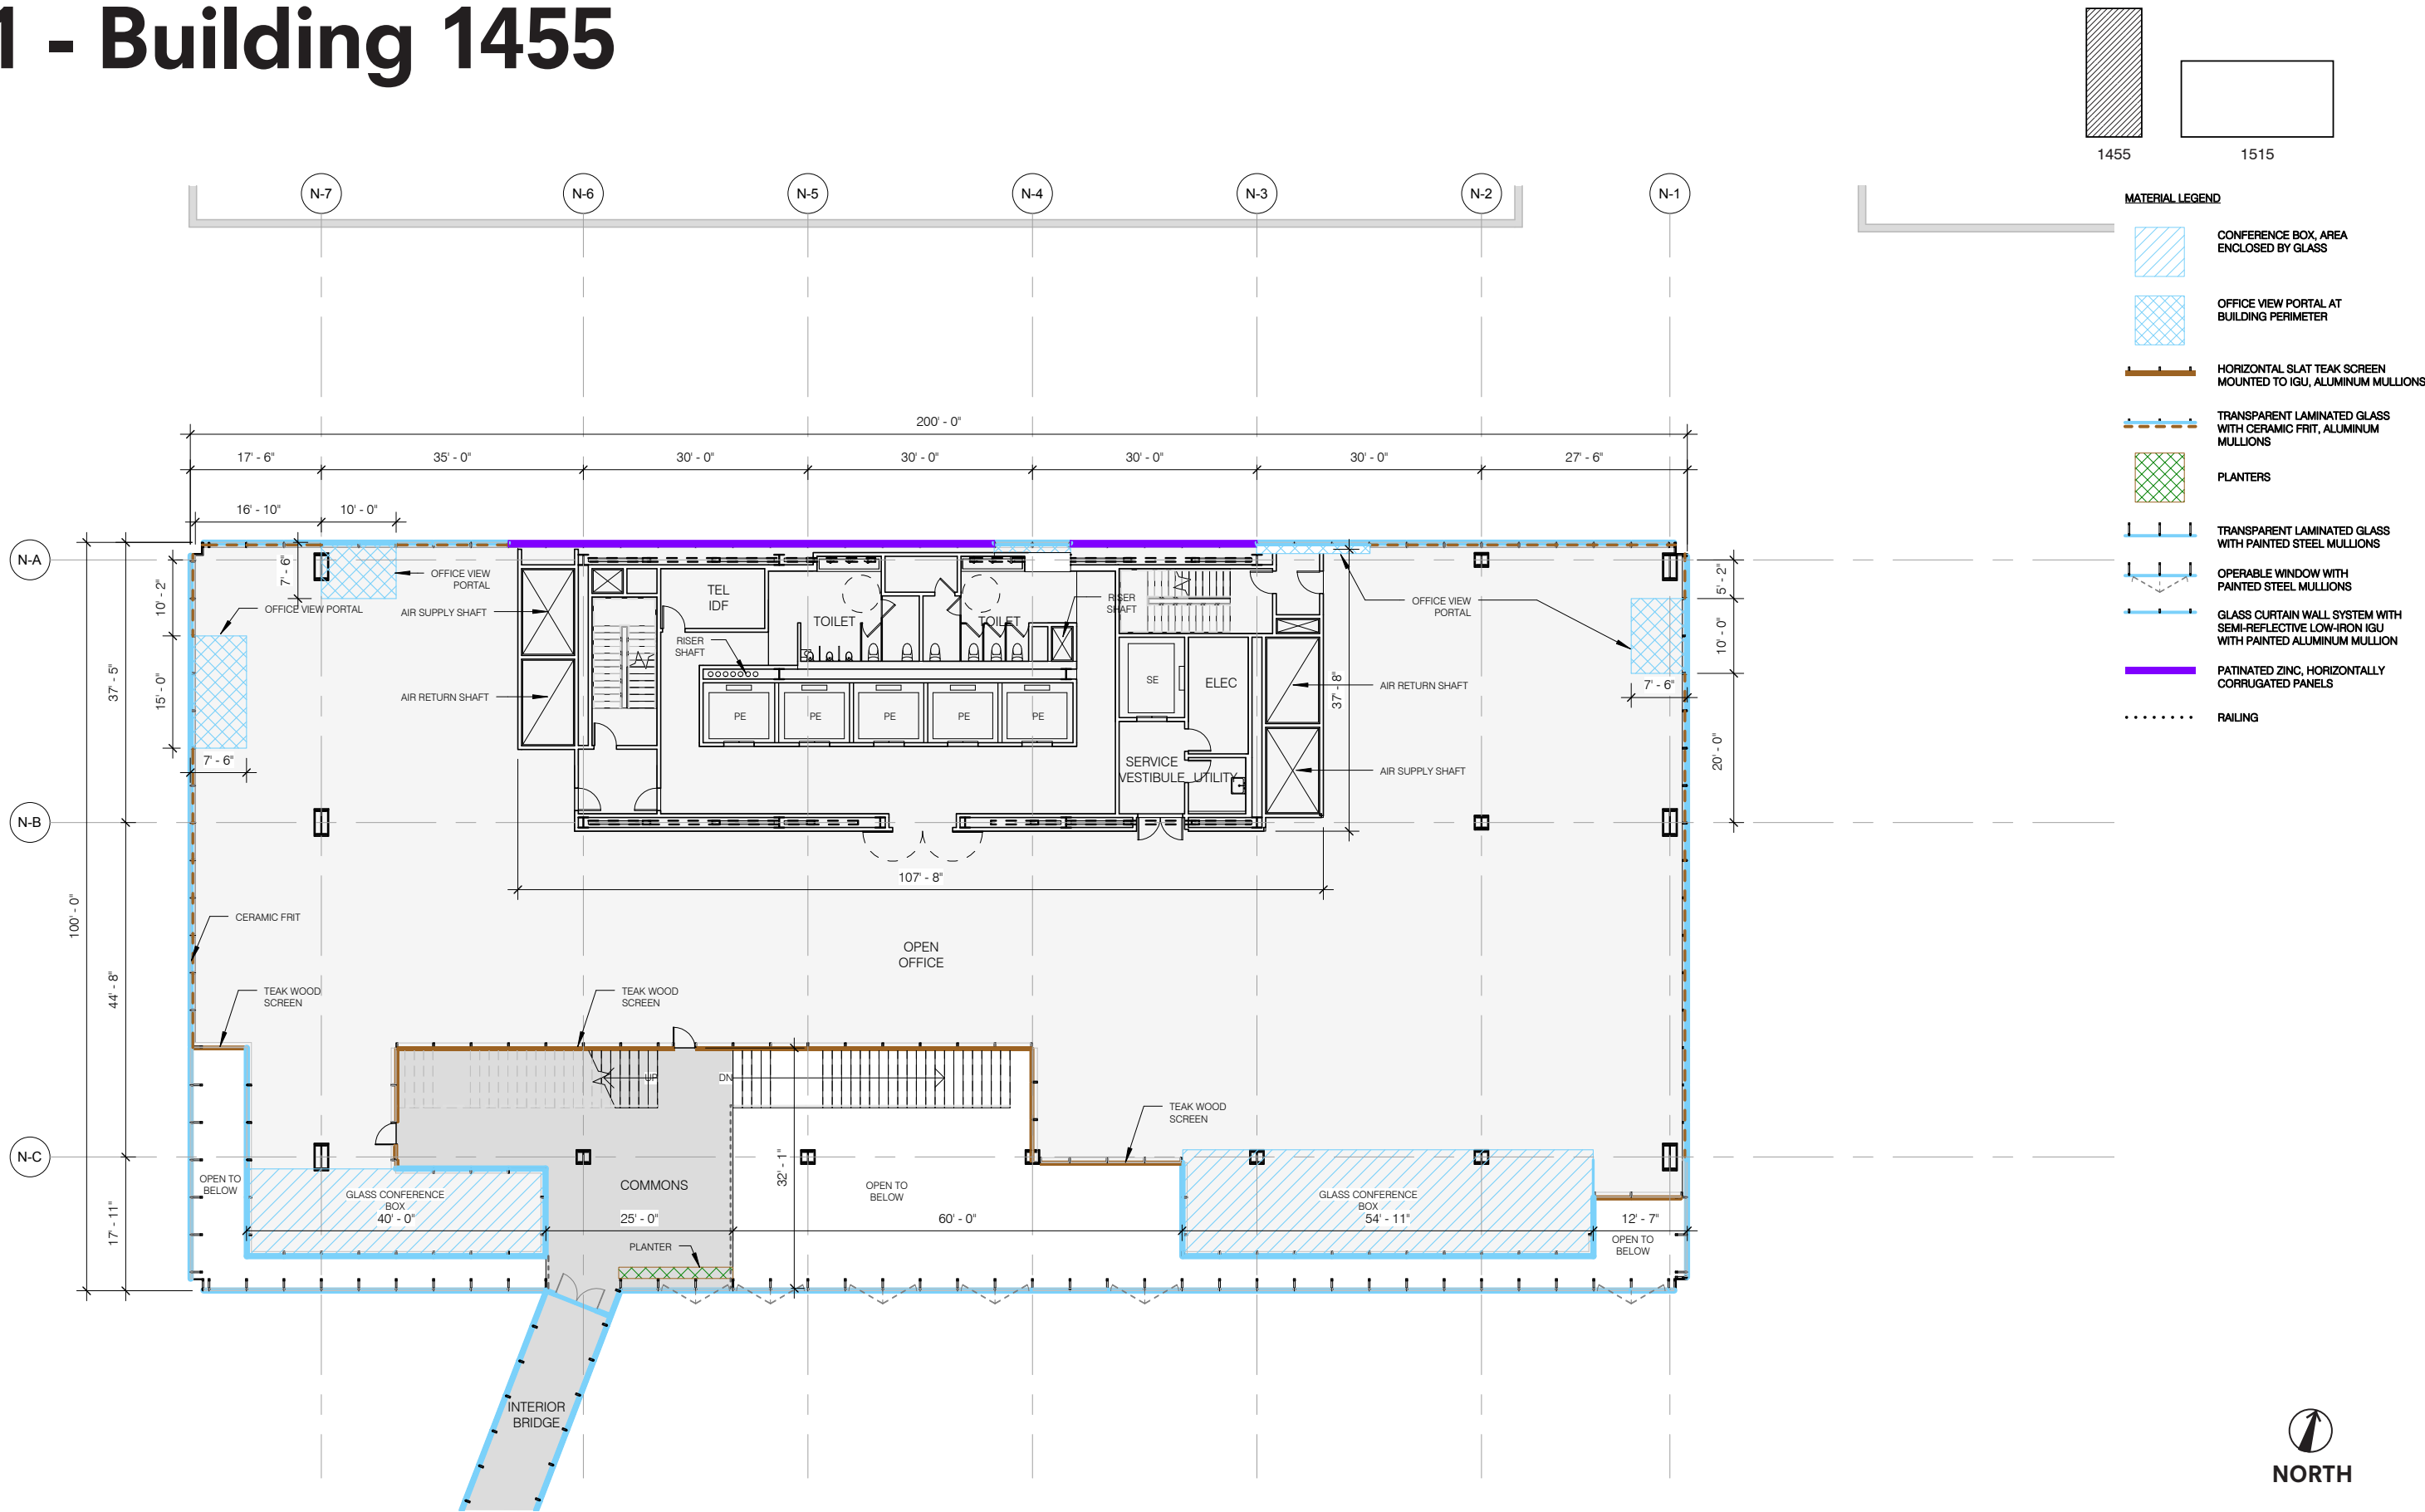 1 - Building 1455
1455
1515
N-7
N-6
N-5
N-4
N-3
N-2
N-1
MATERIAL LEGEND
CONFERENCE BOX, AREA
ENCLOSED BY GLASS
OFFICE VIEW PORTAL AT
BUILDING PERIMETER
HORIZONTAL SLAT TEAK SCREEN
MOUNTED TO IGU, ALUMINUM MULLIONS
TRANSPARENT LAMINATED GLASS
WITH CERAMIC FRIT, ALUMINUM
MULLIONS
PLANTERS
TRANSPARENT LAMINATED GLASS
WITH PAINTED STEEL MULLIONS
OPERABLE WINDOW WITH
PAINTED STEEL MULLIONS
GLASS CURTAIN WALL SYSTEM WITH
SEMI-REFLECTIVE LOW-IRON IGU
WITH PAINTED ALUMINUM MULLION
PATINATED ZINC, HORIZONTALLY
CORRUGATED PANELS
RAILING
200' - 0"
17' - 6"
35' - 0"
30' - 0"
30' - 0"
30' - 0"
30' - 0"
27' - 6"
16' - 10"
10' - 0"
N-A
N-B
N-C
7' - 6"
10' - 2"
15' - 0"
7' - 6"
37' - 5"
44' - 8"
17' - 11"
100' - 0"
OFFICE VIEW
PORTAL
OFFICE VIEW PORTAL
AIR SUPPLY SHAFT
AIR RETURN SHAFT
TEL
IDF
RISER
SHAFT
TOILET
TOILET
RISER
SHAFT
PE
PE
PE
PE
PE
SE
ELEC
SERVICE
VESTIBULE
UTILITY
37' - 8"
OFFICE VIEW
PORTAL
AIR RETURN SHAFT
AIR SUPPLY SHAFT
5' - 2"
10' - 0"
7' - 6"
20' - 0"
107' - 8"
CERAMIC FRIT
OPEN
OFFICE
TEAK WOOD
SCREEN
TEAK WOOD
SCREEN
UP
DN
TEAK WOOD
SCREEN
32' - 1"
OPEN TO
BELOW
GLASS CONFERENCE
BOX
40' - 0"
COMMONS
25' - 0"
OPEN TO
BELOW
60' - 0"
GLASS CONFERENCE
BOX
54' - 11"
12' - 7"
OPEN TO
BELOW
PLANTER
INTERIOR
BRIDGE
NORTH